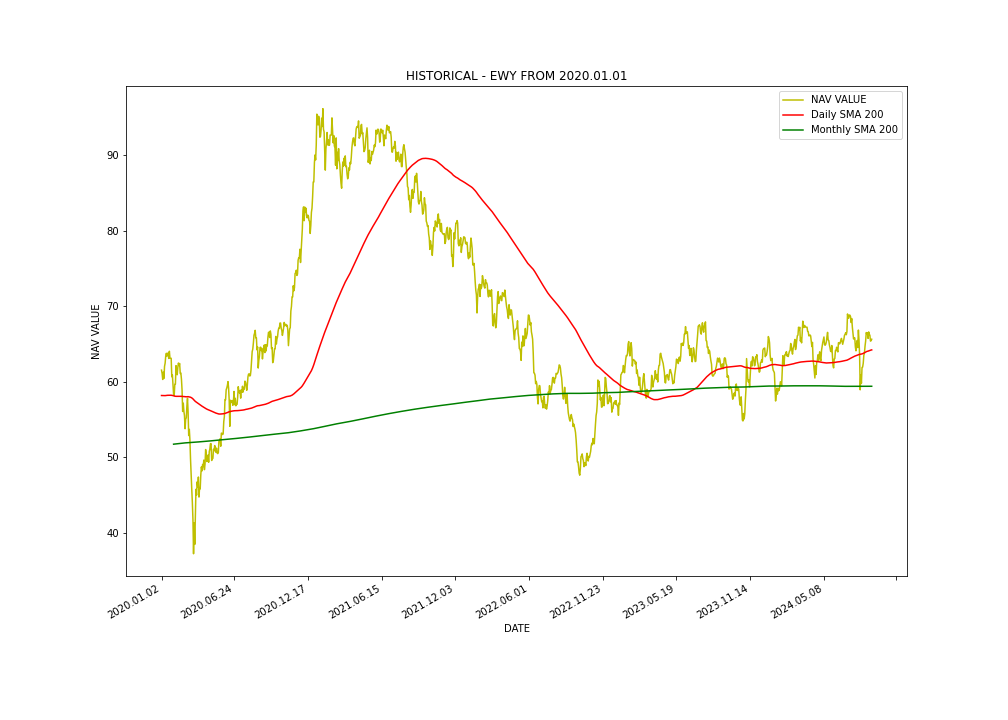 HISTORICAL - EWY FROM 2020.01.01
NAV VALUE
Daily SMA 200
Monthly SMA 200
90
80
70
60
50
40
NAV VALUE
2020.01.02
2020.06.24
2020.12.17
2021.06.15
2021.12.03
2022.06.01
2022.11.23
2023.05.19
2023.11.14
2024.05.08
DATE